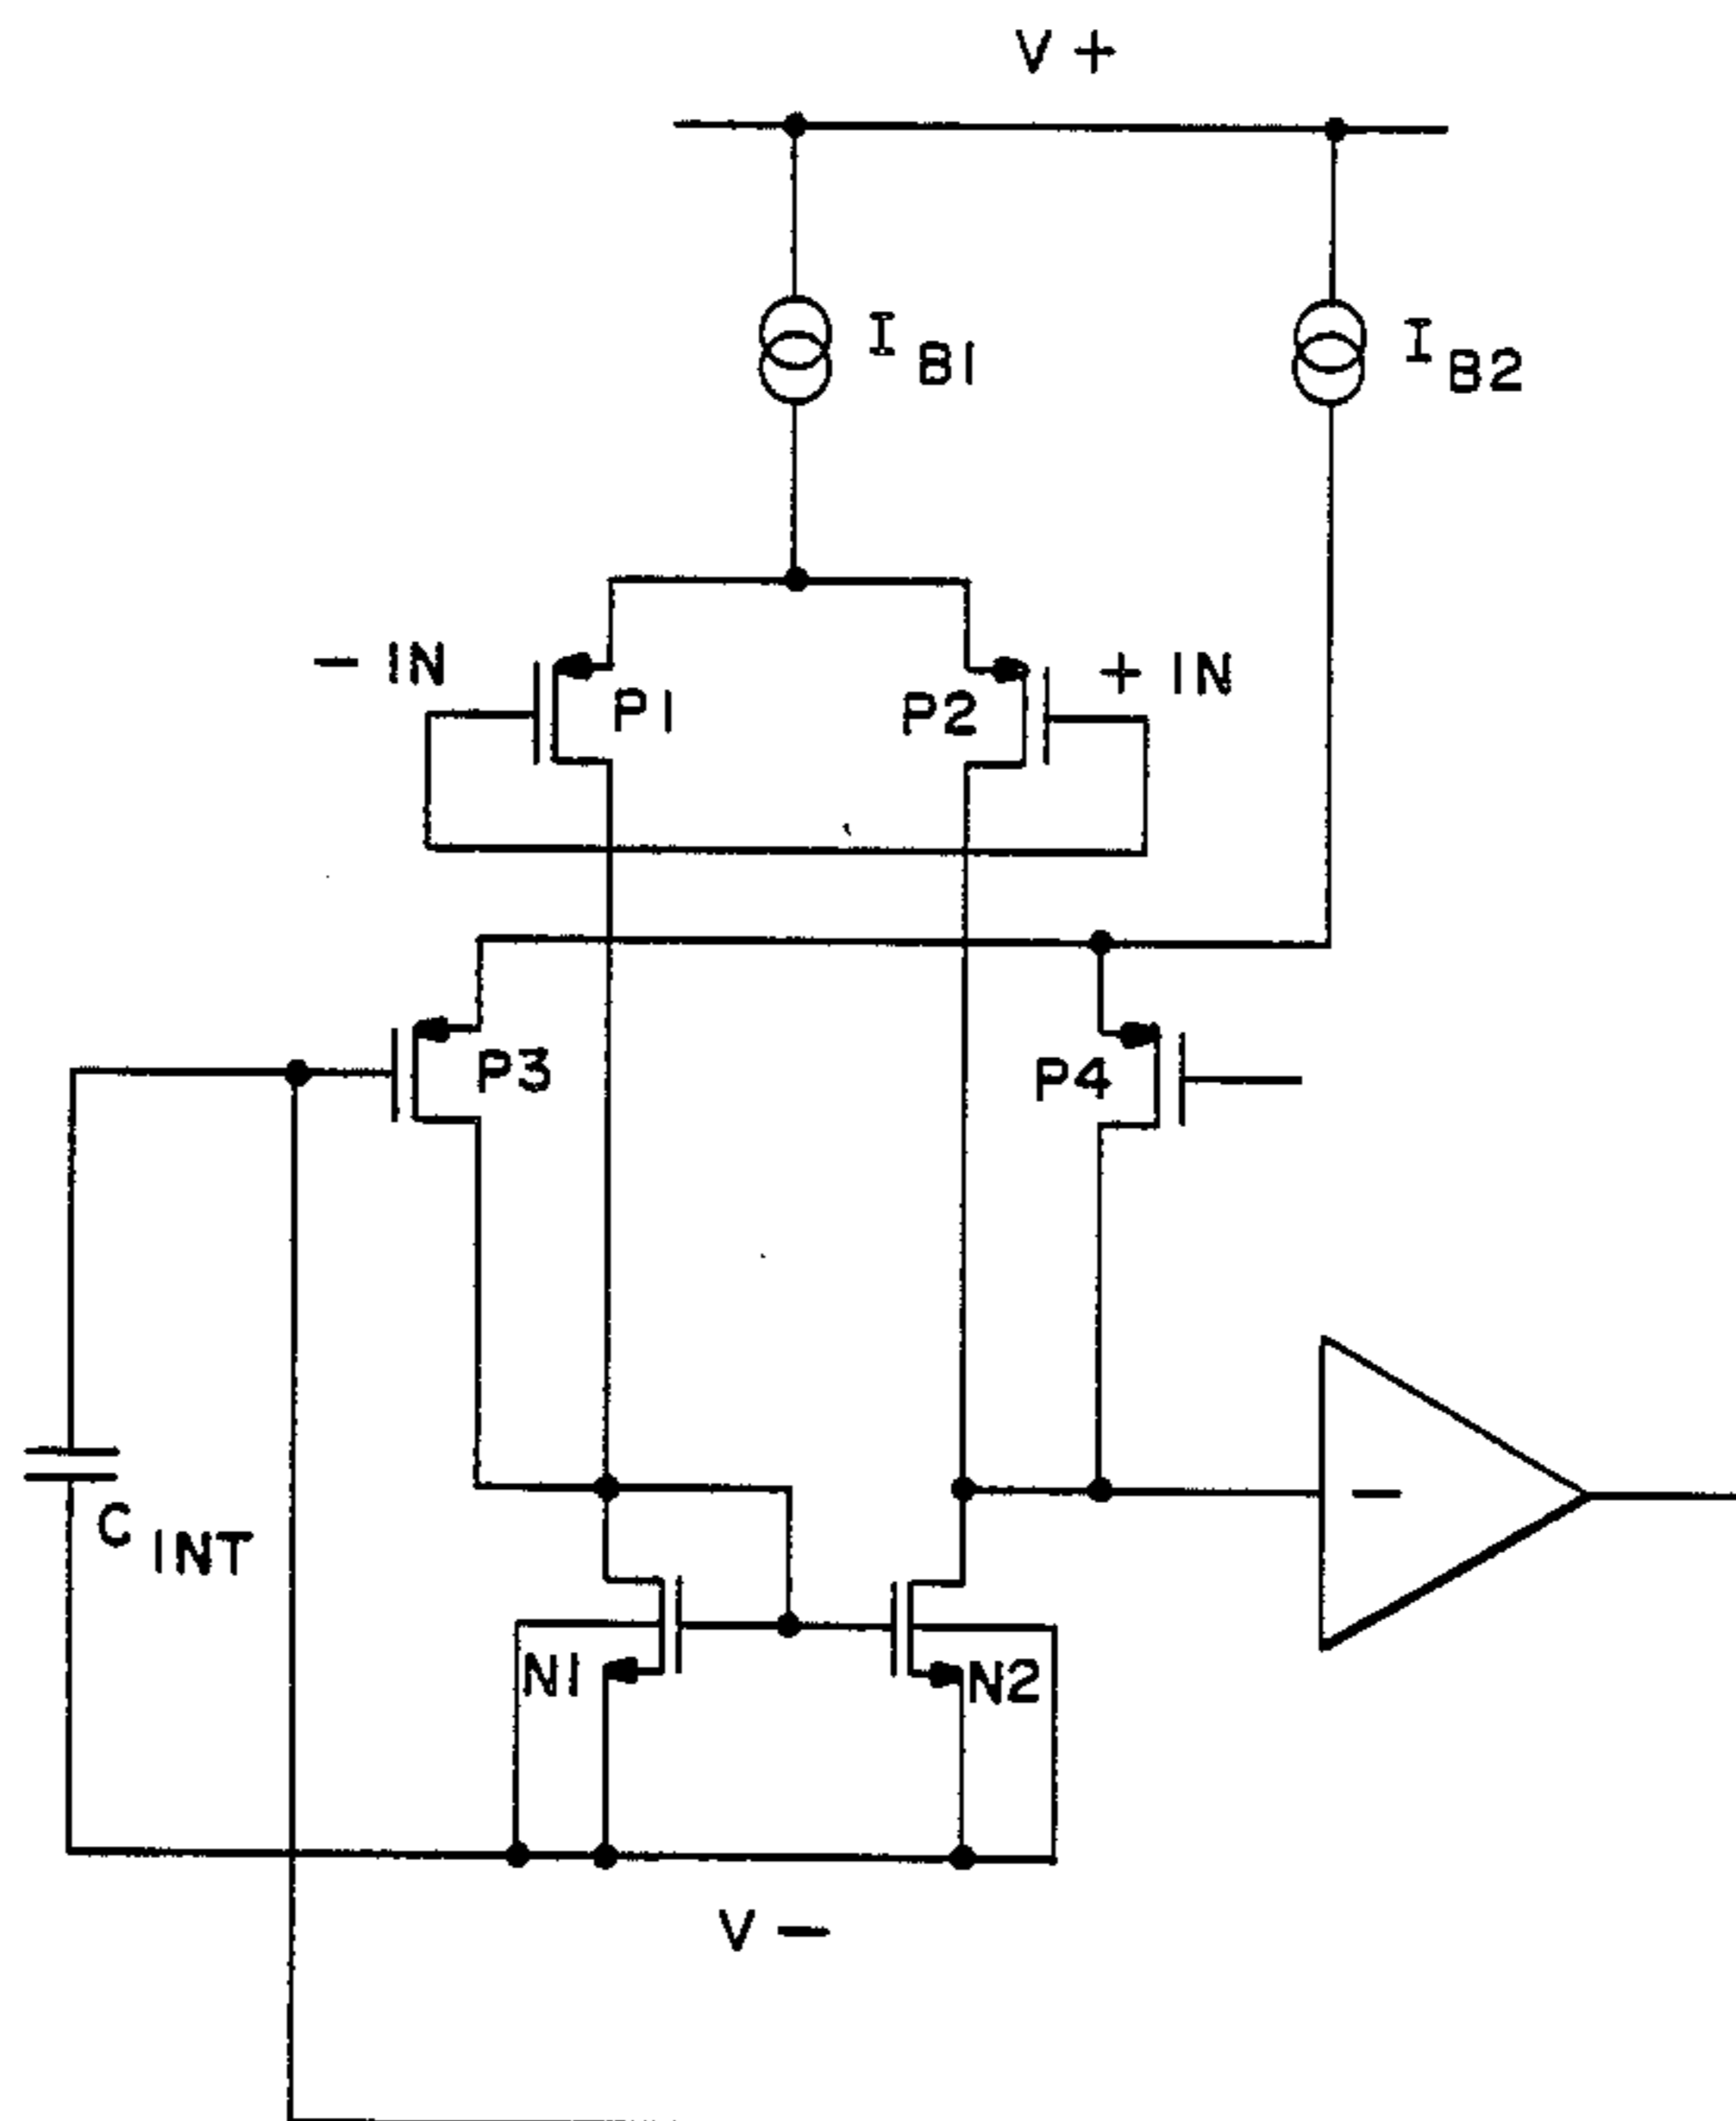 V +
I B1
I B2
- IN
P1
P2
+ IN
P3
P4
C INT
-
N1
N2
V -